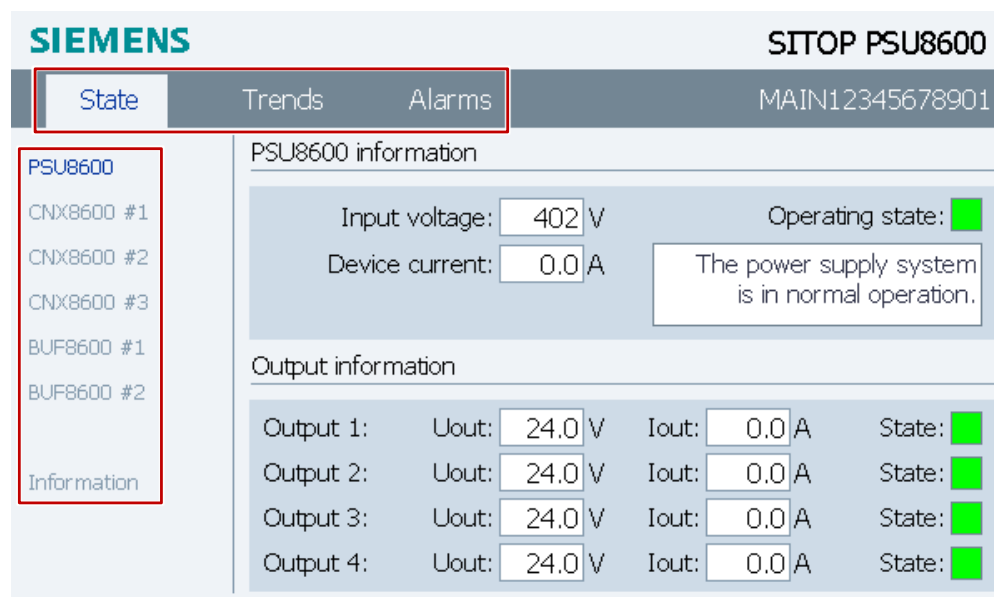 SIEMENS SITOP PSU8600
State Trends Alarms MAIN12345678901
PSU8600
CNX8600 #1
CNX8600 #2
CNX8600 #3
BUF8600 #1
BUF8600 #2
Information
PSU8600 information
Input voltage: 402 V Operating state:
Device current: 0.0 A The power supply system
is in normal operation.
Output information
Output 1: Uout: 24.0 V Iout: 0.0 A State:
Output 2: Uout: 24.0 V Iout: 0.0 A State:
Output 3: Uout: 24.0 V Iout: 0.0 A State:
Output 4: Uout: 24.0 V Iout: 0.0 A State: